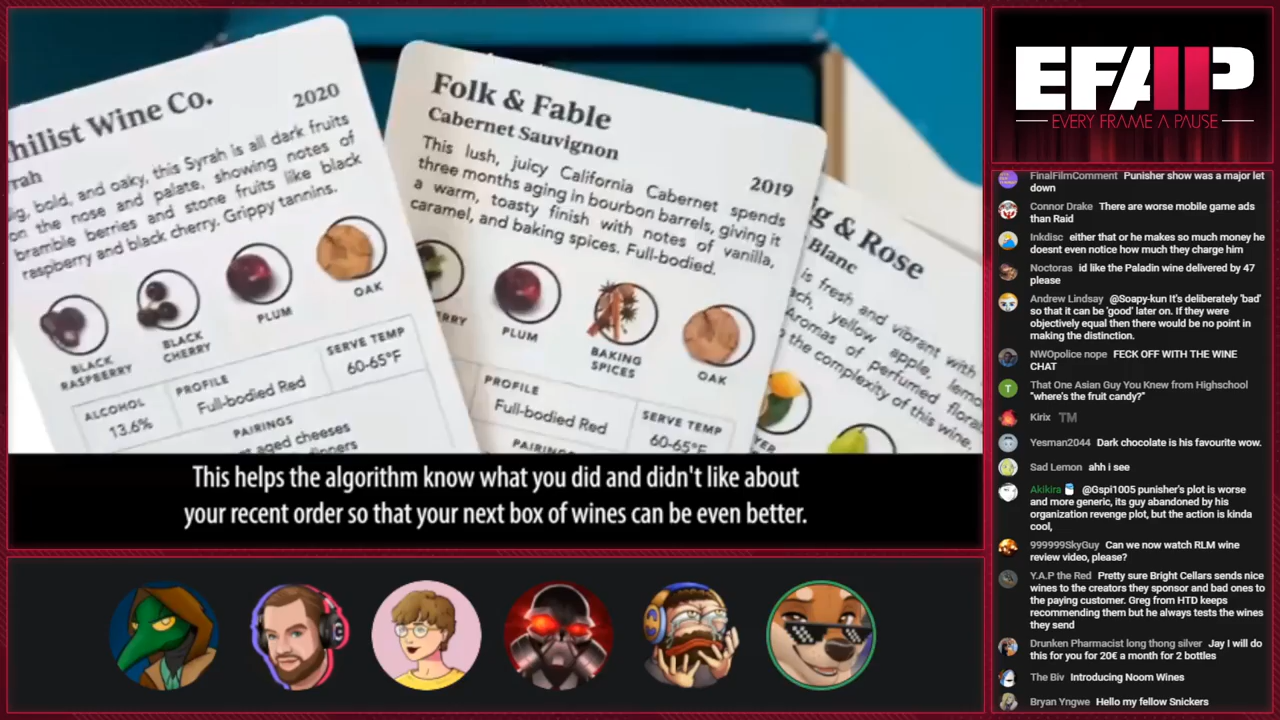 hilist Wine Co.
rah
2020
ig, bold, and oaky, this Syrah is all dark fruits
on the nose and palate, showing notes of
bramble berries and stone fruits like black
raspberry and black cherry. Grippy tannins.
BLACK
RASPBERRY
BLACK
CHERRY
PLUM
OAK
ALCOHOL
13.6%
PROFILE
Full-bodied Red
SERVE TEMP
60-65°F
PAIRINGS
aged cheeses
Folk & Fable
Cabernet Sauvignon
2019
This lush, juicy California Cabernet spends
three months aging in bourbon barrels, giving it
a warm, toasty finish with notes of vanilla,
caramel, and baking spices. Full-bodied.
RRY
PLUM
BAKING
SPICES
OAK
PROFILE
Full-bodied Red
SERVE TEMP
60-65°F
ig & Rose
Blanc
is fresh and vibrant with
ach, yellow apple, lemo
Aromas of perfumed floral
the complexity of this wine.
YER
This helps the algorithm know what you did and didn't like about
your recent order so that your next box of wines can be even better.
EFAP
EVERY FRAME A PAUSE
FinalFilmComment Punisher show was a major let
down
Connor Drake There are worse mobile game ads
than Raid
Inkdisc either that or he makes so much money he
doesnt even notice how much they charge him
Noctoras id like the Paladin wine delivered by 47
please
Andrew Lindsay @Soapy-kun It's deliberately 'bad'
so that it can be 'good' later on. If they were
objectively equal then there would be no point in
making the distinction.
NWOpolice nope FECK OFF WITH THE WINE
CHAT
That One Asian Guy You Knew from Highschool
"where's the fruit candy?"
Kirix TM
Yesman2044 Dark chocolate is his favourite wow.
Sad Lemon ahh i see
Akikira @Gspi1005 punisher's plot is worse
and more generic, its guy abandoned by his
organization revenge plot, but the action is kinda
cool,
999999SkyGuy Can we now watch RLM wine
review video, please?
Y.A.P the Red Pretty sure Bright Cellars sends nice
wines to the creators they sponsor and bad ones to
the paying customer. Greg from HTD keeps
recommending them but he always tests the wines
they send
Drunken Pharmacist long thong silver Jay I will do
this for you for 20€ a month for 2 bottles
The Biv Introducing Noom Wines
Bryan Yngwe Hello my fellow Snickers